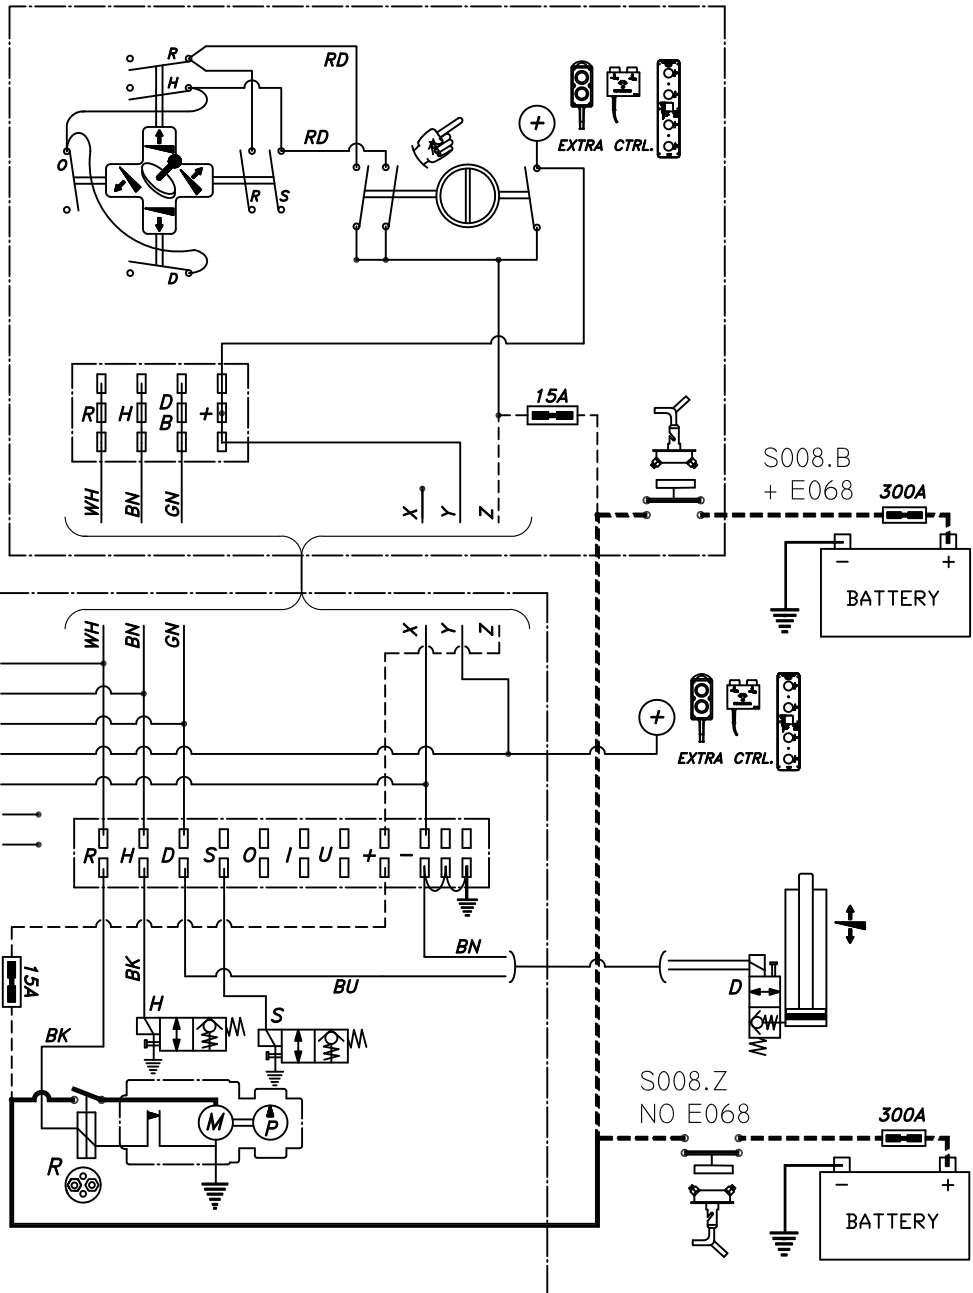 R
RD
H
+
EXTRA CTRL.
RD
O
R
S
D
15A
R
H
D
B
+
S008.B
+ E068
300A
WH
BN
GN
X
Y
Z
-
+
BATTERY
WH
BN
GN
X
Y
Z
+
EXTRA CTRL.
R
H
D
S
O
I
U
+
-
BN
15A
BK
BU
D
H
S
BK
S008.Z
NO E068
M
P
300A
R
-
+
BATTERY